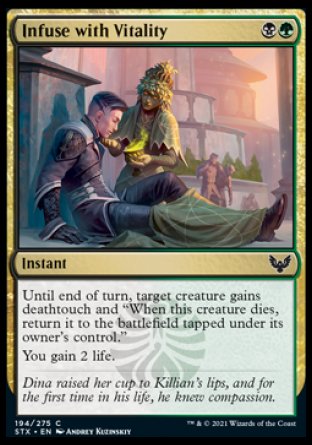 Infuse with Vitality
Instant
Until end of turn, target creature gains
deathtouch and “When this creature dies,
return it to the battlefield tapped under its
owner’s control.”
You gain 2 life.
Dina raised her cup to Killian’s lips, and for
the first time in his life, he knew compassion.
194/275 C
STX • EN Andrey Kuzinskiy
™ & © 2021 Wizards of the Coast